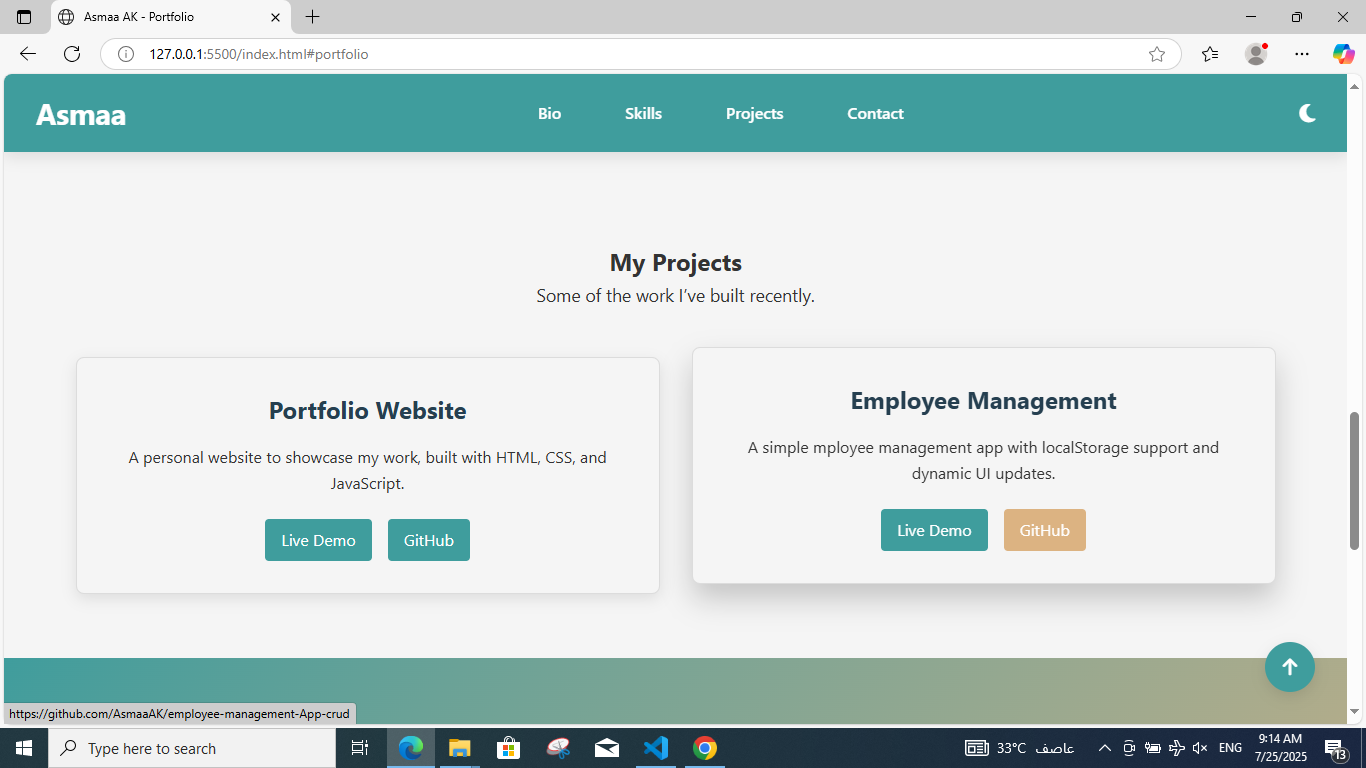 Asmaa AK - Portfolio
127.0.0.1:5500/index.html#portfolio
Asmaa
Bio
Skills
Projects
Contact
My Projects
Some of the work I’ve built recently.
Portfolio Website
A personal website to showcase my work, built with HTML, CSS, and
JavaScript.
Live Demo
GitHub
Employee Management
A simple mployee management app with localStorage support and
dynamic UI updates.
Live Demo
GitHub
https://github.com/AsmaaAK/employee-management-App-crud
Type here to search
33°C عاصف
ENG
9:14 AM
7/25/2025
13